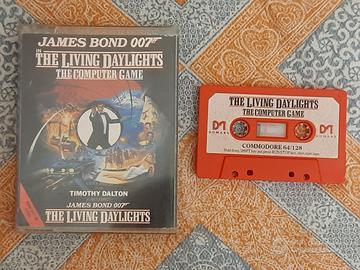 JAMES BOND 007
IN
THE LIVING DAYLIGHTS
THE COMPUTER GAME
TIMOTHY DALTON
JAMES BOND 007
THE LIVING DAYLIGHTS
THE LIVING DAYLIGHTS
THE COMPUTER GAME
DOMARK
DOMARK
COMMODORE 64/128